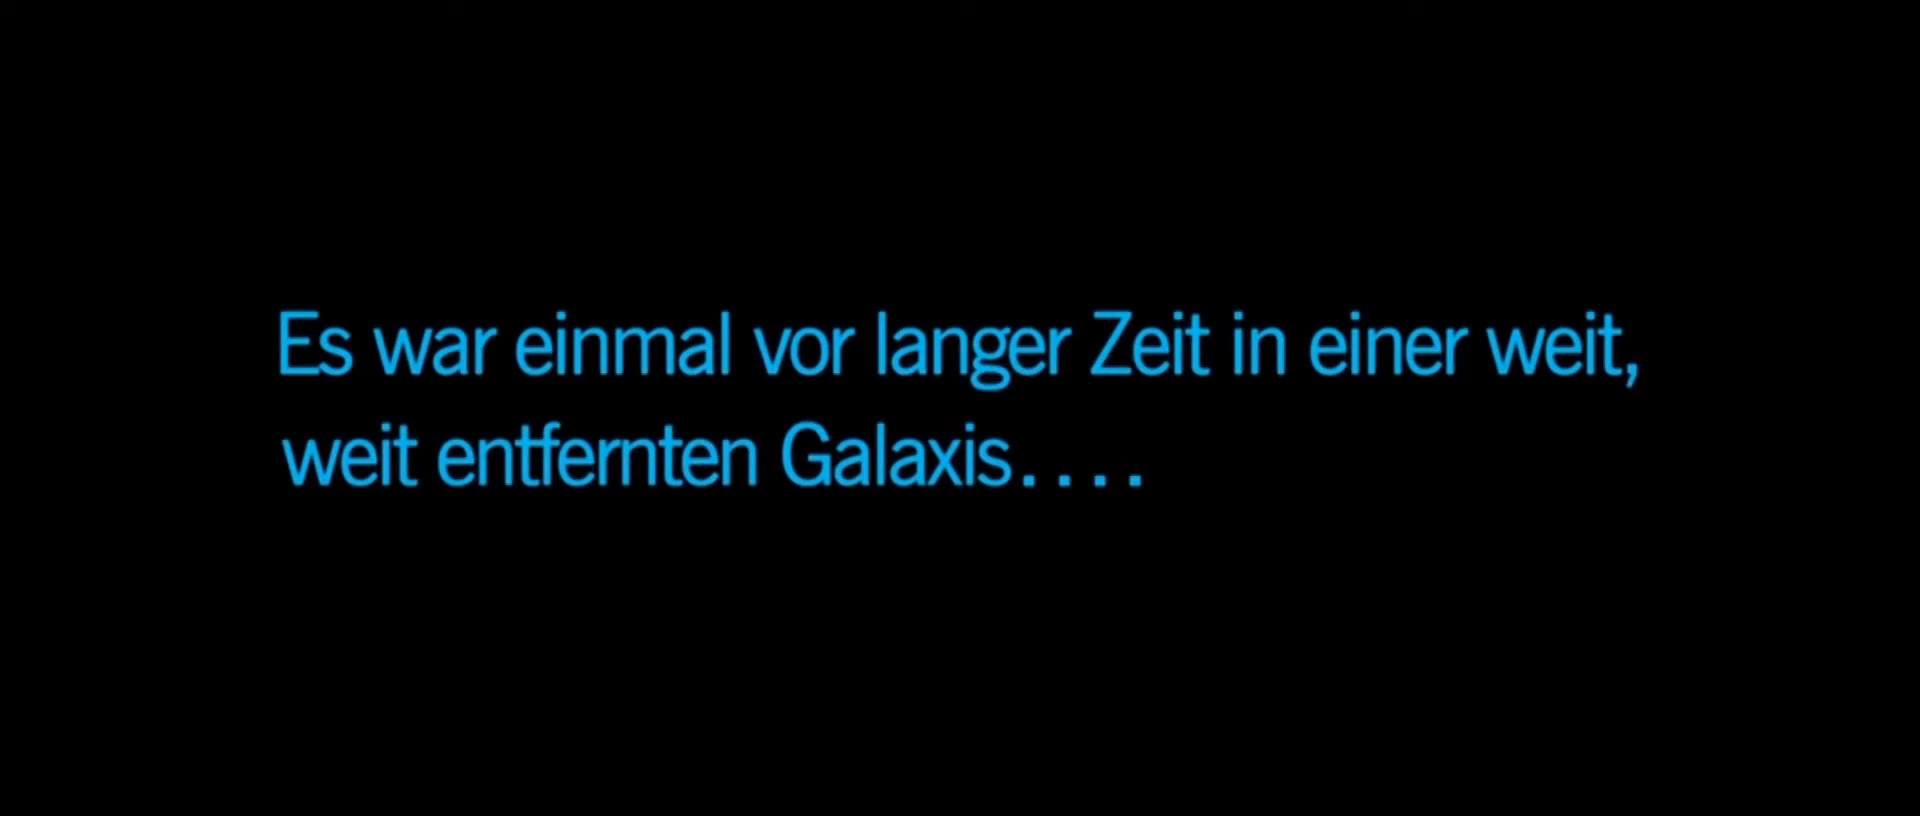 Es war einmal vor langer Zeit in einer weit,
weit entfernten Galaxis....